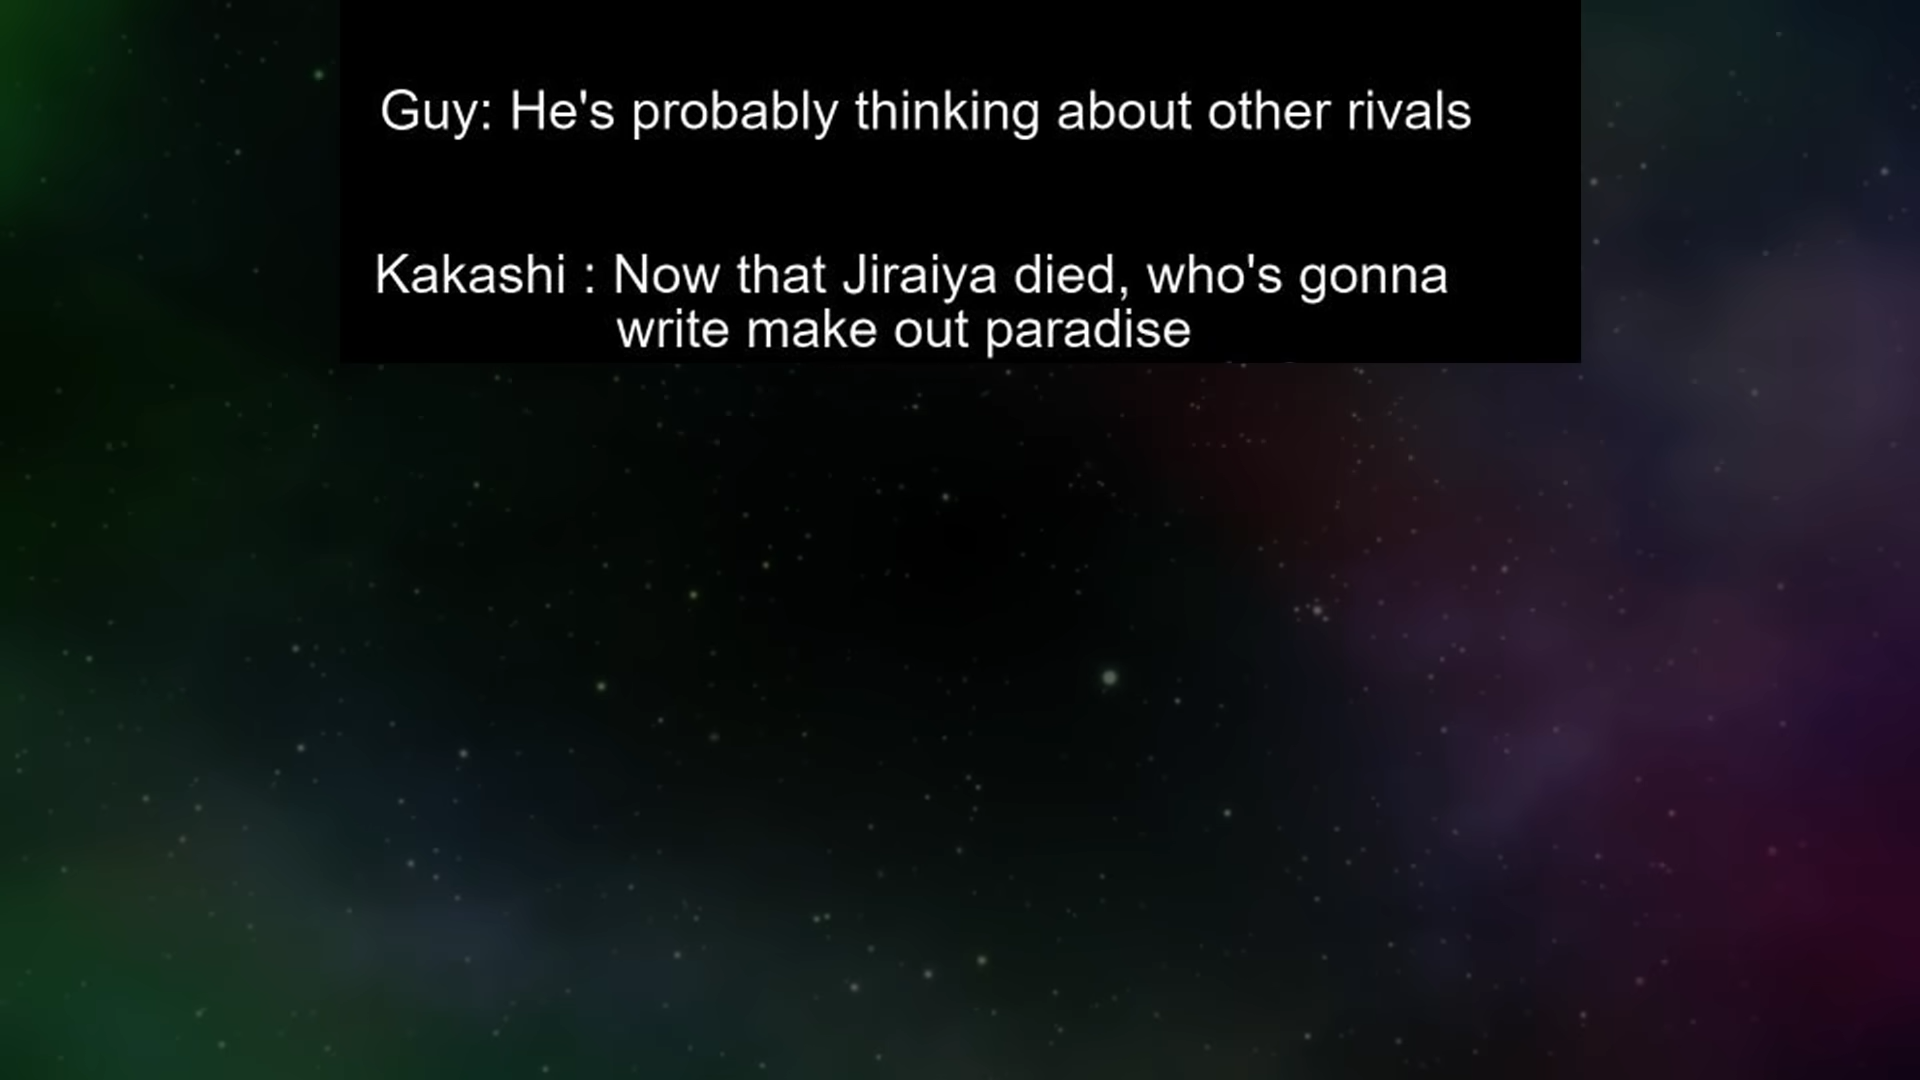 Guy: He's probably thinking about other rivals
Kakashi : Now that Jiraiya died, who's gonna
write make out paradise